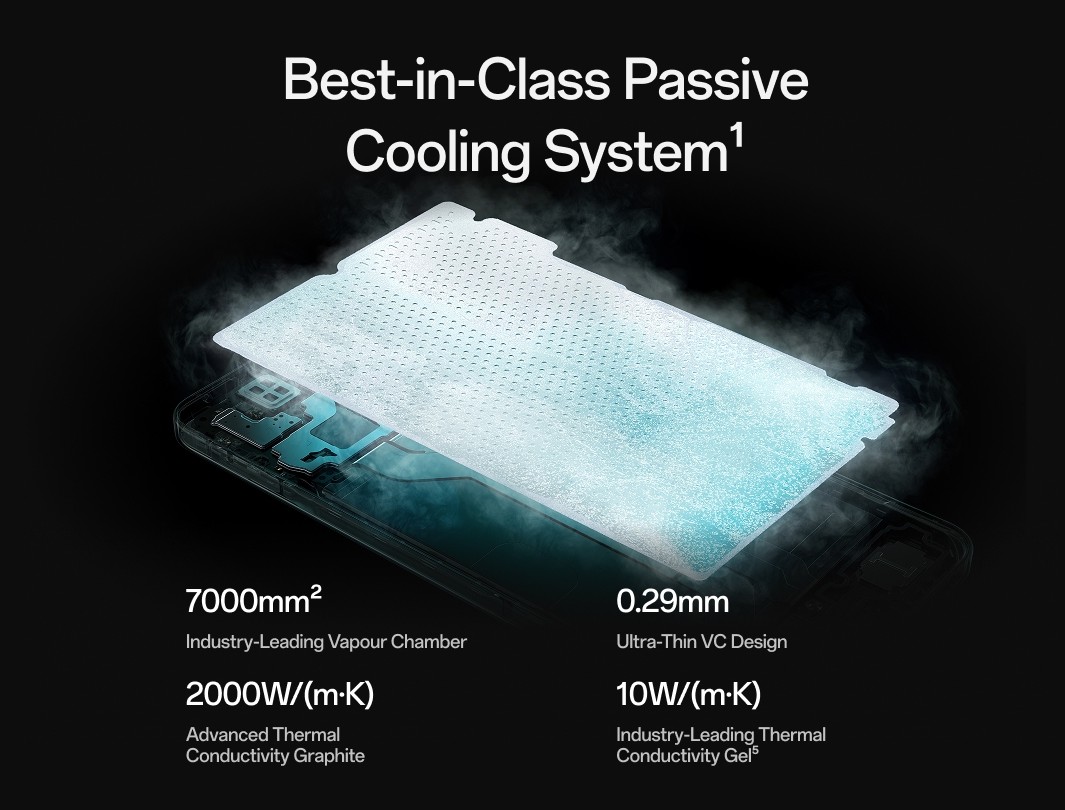 Best-in-Class Passive
Cooling System¹
7000mm²
Industry-Leading Vapour Chamber
0.29mm
Ultra-Thin VC Design
2000W/(m·K)
Advanced Thermal
Conductivity Graphite
10W/(m·K)
Industry-Leading Thermal
Conductivity Gel⁵